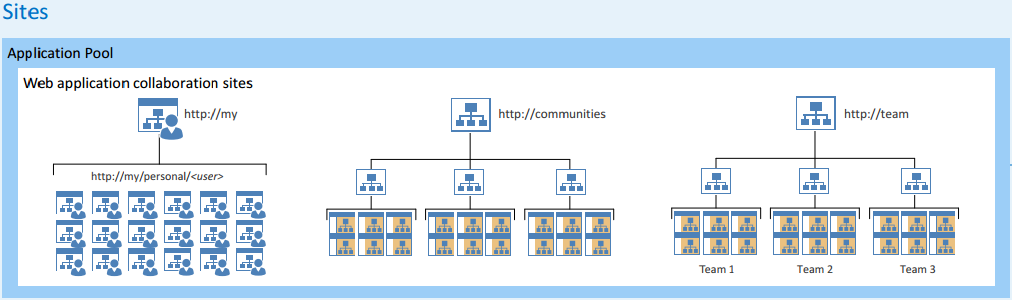 Sites
Application Pool
Web application collaboration sites
http://my
http://communities
http://team
http://my/personal/<user>
Team 1
Team 2
Team 3